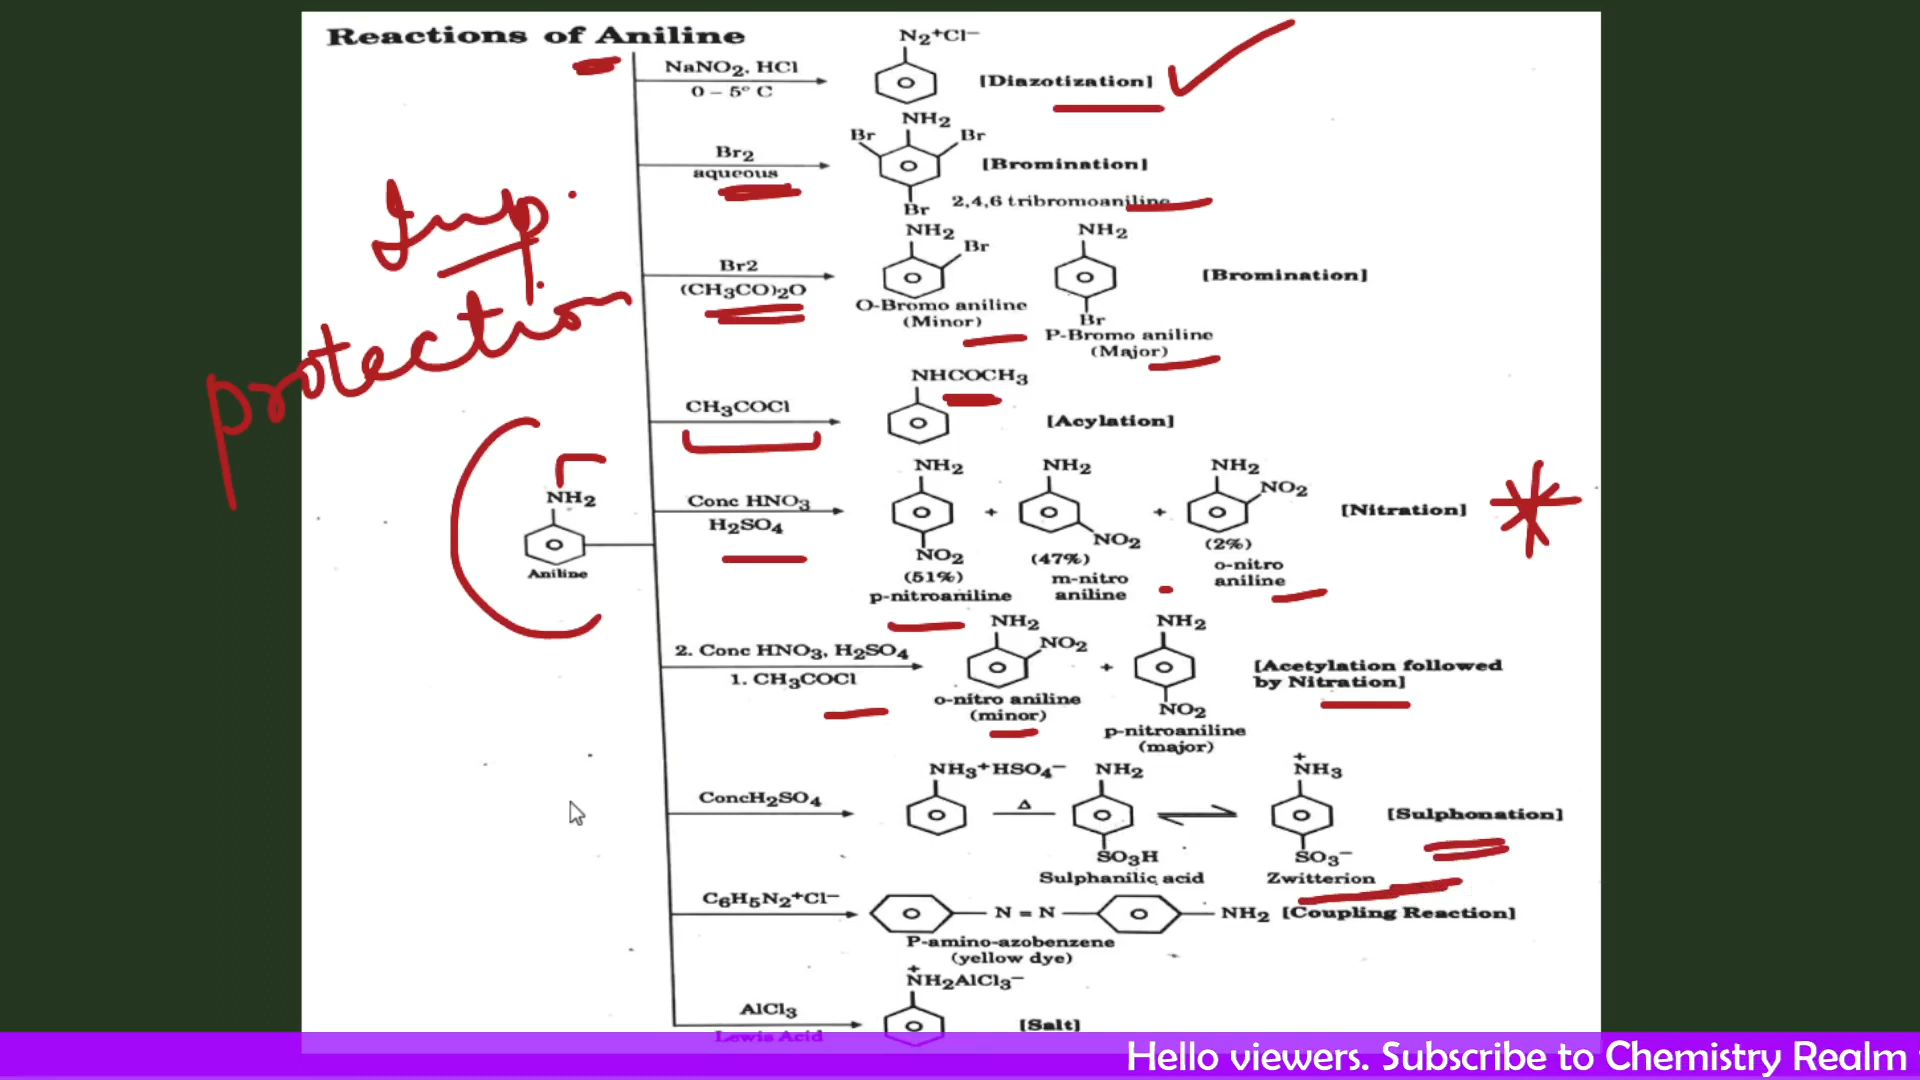 Reactions of Aniline
N2+Cl−
NaNO2. HCl
0 – 5° C
[Diazotization]
NH2
Br Br
Br2
aqueous
[Bromination]
Br
2,4,6 tribromoaniline
Imp.
NH2
Br
NH2
Br2
(CH3CO)2O
[Bromination]
O-Bromo aniline
(Minor)
Br
P-Bromo aniline
(Major)
protection
NHCOCH3
CH3COCl
[Acylation]
NH2 NH2 NH2
NO2
NH2
Aniline
Conc HNO3
H2SO4
+ +
[Nitration]
NO2
(51%)
p-nitroaniline
NO2
(47%)
m-nitro
aniline
(2%)
o-nitro
aniline
NH2
NO2
NH2
2. Conc HNO3, H2SO4
1. CH3COCl
+
[Acetylation followed
by Nitration]
o-nitro aniline
(minor)
NO2
p-nitroaniline
(major)
NH3+HSO4− NH2
+
NH3
ConcH2SO4
Δ
[Sulphonation]
SO3H
SO3−
Sulphanilic acid
Zwitterion
C6H5N2+Cl−
N = N
NH2
[Coupling Reaction]
P-amino-azobenzene
(yellow dye)
+
NH2AlCl3−
AlCl3
Lewis Acid
[Salt]
Hello viewers. Subscribe to Chemistry Realm